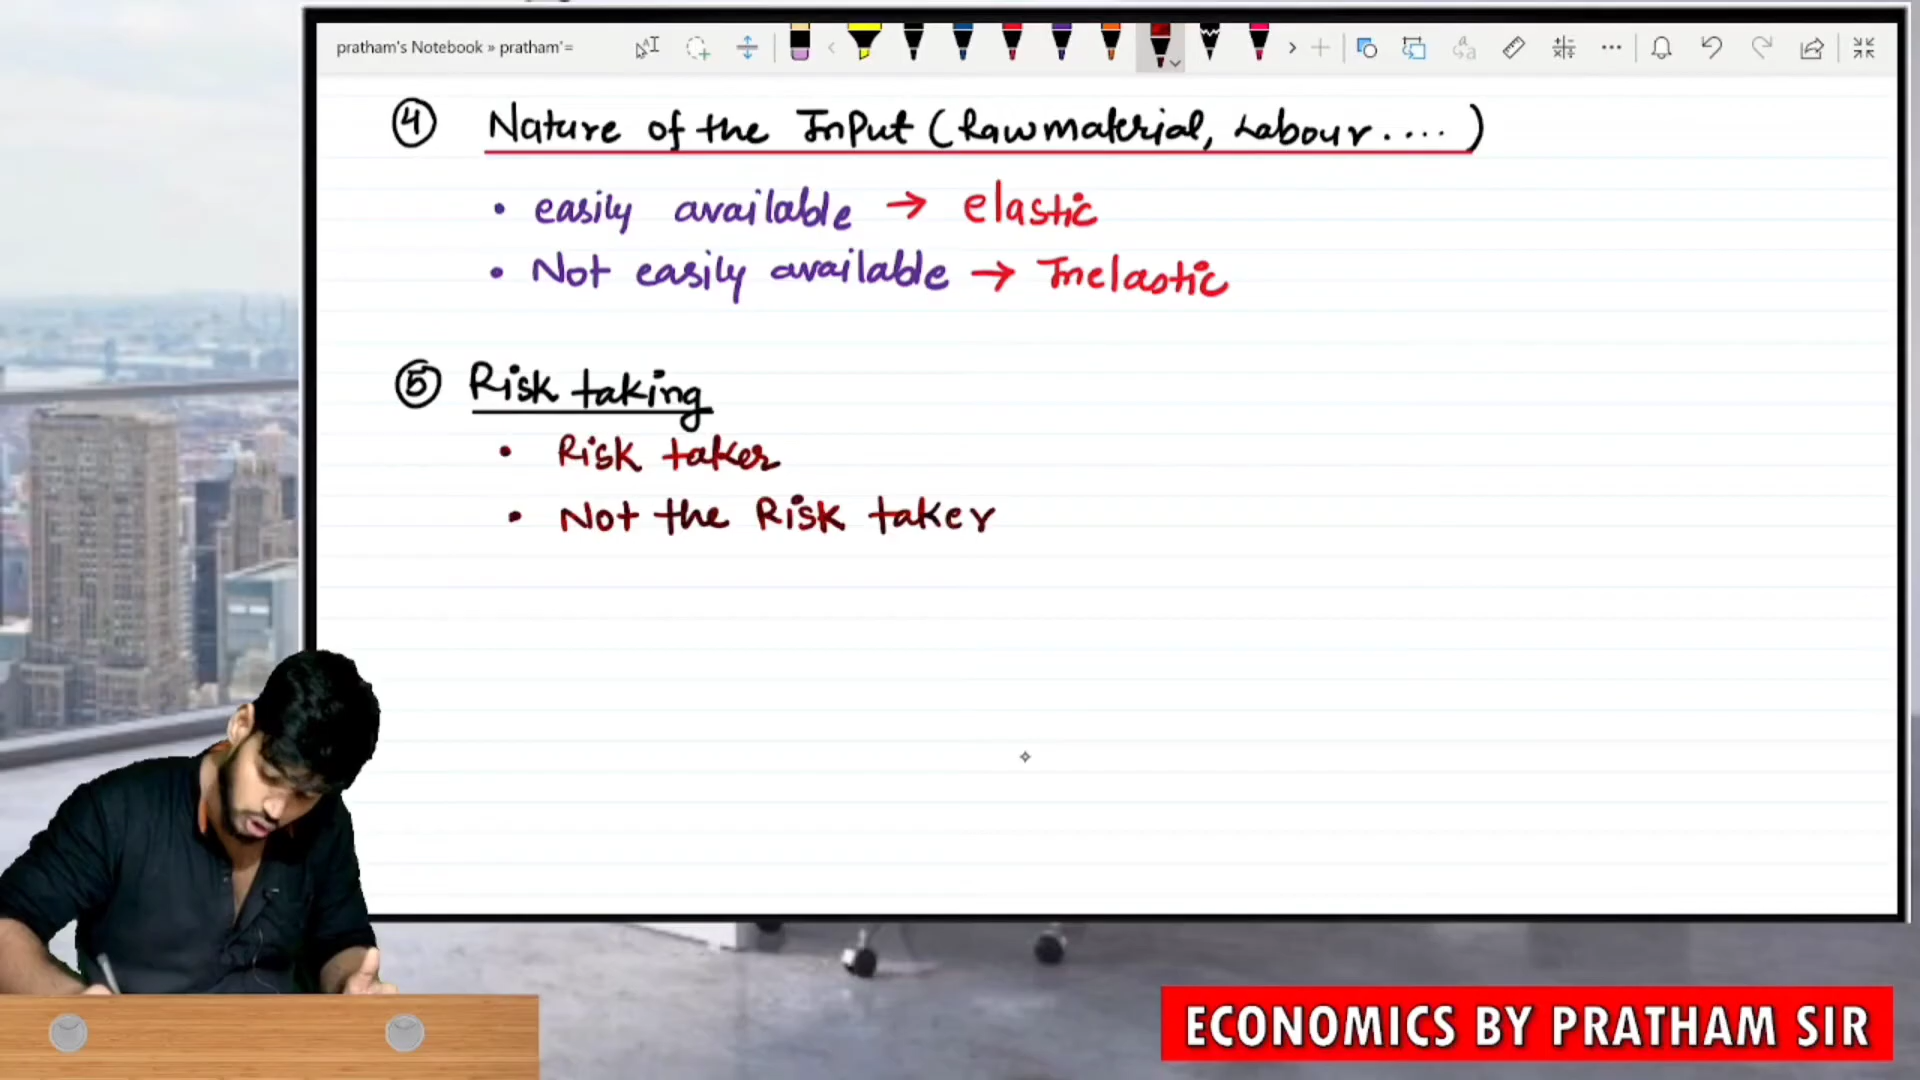 pratham's Notebook » pratham'=
④ Nature of the Input (Rawmaterial, Labour....)
• easily available → elastic
• Not easily available → Inelastic
⑤ Risk taking
• Risk taker
• Not the Risk taker
ECONOMICS BY PRATHAM SIR